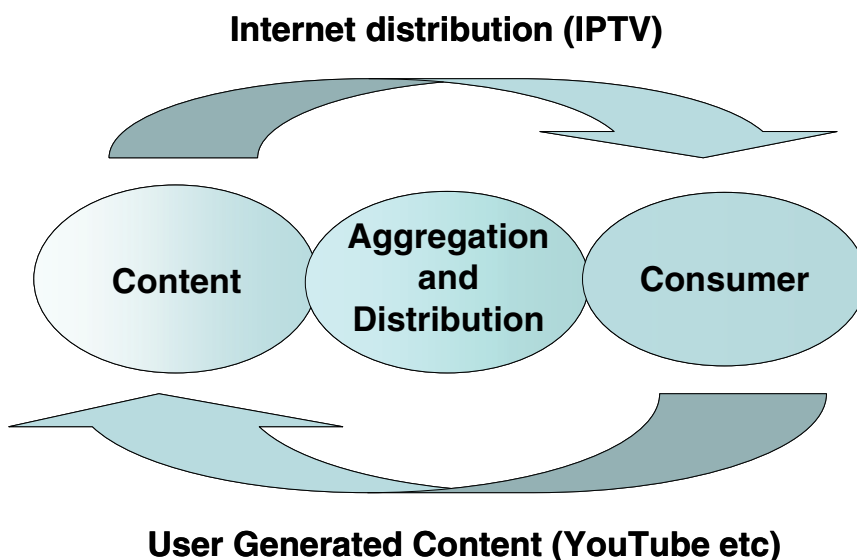 Internet distribution (IPTV)
Content
Aggregation
and
Distribution
Consumer
User Generated Content (YouTube etc)